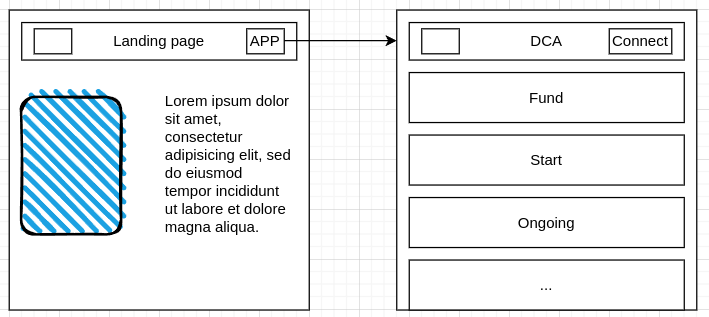 Landing page
APP
Lorem ipsum dolor
sit amet,
consectetur
adipisicing elit, sed
do eiusmod
tempor incididunt
ut labore et dolore
magna aliqua.
DCA
Connect
Fund
Start
Ongoing
...